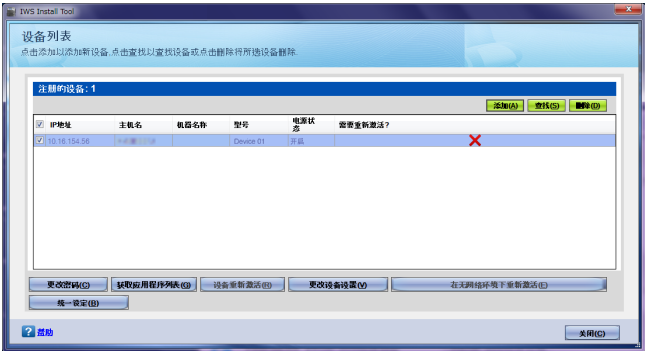 IWS Install Tool
设备列表
点击添加以添加新设备.点击查找以查找设备或点击删除将所选设备删除.
注册的设备: 1
添加(A) 查找(S) 删除(D)
IP地址 主机名 机器名称 型号 电源状态 需要重新激活?
10.16.154.56 Device 01 开启
更改密码(C) 获取应用程序列表(G) 设备重新激活(R) 更改设备设置(V) 在无网络环境下重新激活(E)
统一设定(B)
帮助
关闭(C)